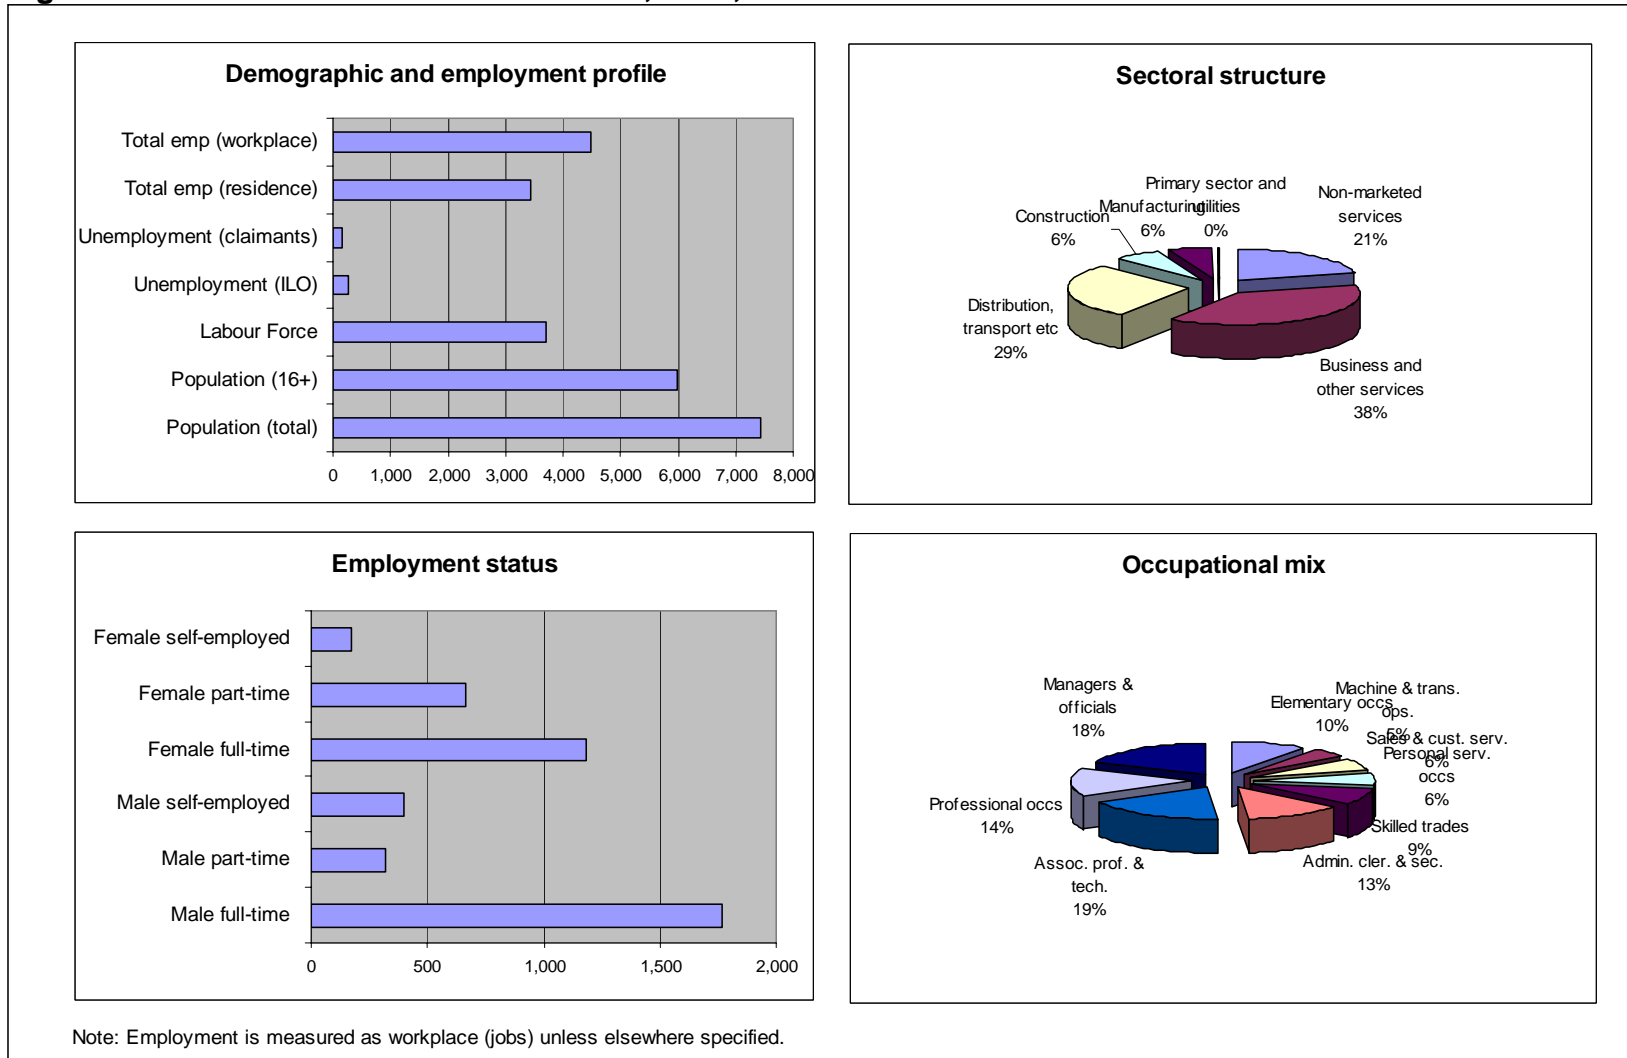 Demographic and employment profile
Total emp (workplace)
Total emp (residence)
Unemployment (claimants)
Unemployment (ILO)
Labour Force
Population (16+)
Population (total)
0 1,000 2,000 3,000 4,000 5,000 6,000 7,000 8,000
Sectoral structure
Primary sector and
utilities
0%
Manufacturing
6%
Construction
6%
Non-marketed
services
21%
Distribution,
transport etc
29%
Business and
other services
38%
Employment status
Female self-employed
Female part-time
Female full-time
Male self-employed
Male part-time
Male full-time
0 500 1,000 1,500 2,000
Occupational mix
Managers &
officials
18%
Elementary occs
10%
Machine & trans.
ops.
5%
Sales & cust. serv.
6%
Personal serv.
occs
6%
Professional occs
14%
Skilled trades
9%
Assoc. prof. &
tech.
19%
Admin. cler. & sec.
13%
Note: Employment is measured as workplace (jobs) unless elsewhere specified.